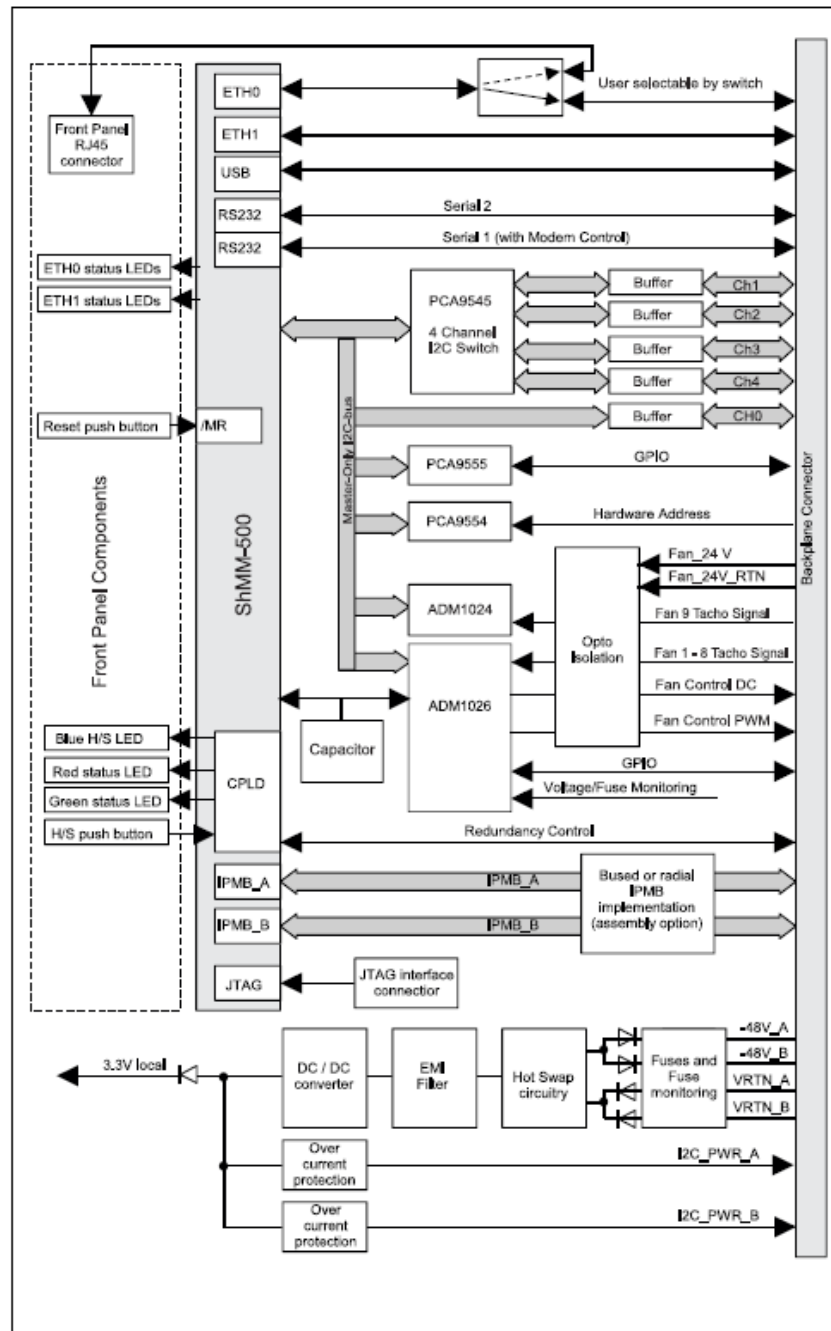 ETH0
User selectable by switch
Front Panel
RJ45
connector
ETH1
USB
RS232
Serial 2
RS232
Serial 1 (with Modem Control)
ETH0 status LEDs
ETH1 status LEDs
PCA9545
4 Channel
I2C Switch
Buffer
Ch1
Buffer
Ch2
Buffer
Ch3
Buffer
Ch4
Buffer
CH0
Reset push button
/MR
Master-Only I2C-bus
PCA9555
GPIO
PCA9554
Hardware Address
Backplane Connector
Front Panel Components
ShMM-500
Fan_24 V
Fan_24V_RTN
ADM1024
Opto
Isolation
Fan 9 Tacho Signal
Fan 1 - 8 Tacho Signal
ADM1026
Fan Control DC
Fan Control PWM
Capacitor
Blue H/S LED
Red status LED
Green status LED
H/S push button
CPLD
GPIO
Voltage/Fuse Monitoring
Redundancy Control
IPMB_A
IPMB_A
Bused or radial
IPMB
implementation
(assembly option)
IPMB_B
IPMB_B
JTAG
JTAG interface
connectior
3.3V local
DC / DC
converter
EMI
Filter
Hot Swap
circuitry
Fuses and
Fuse
monitoring
-48V_A
-48V_B
VRTN_A
VRTN_B
Over
current
protection
I2C_PWR_A
Over
current
protection
I2C_PWR_B